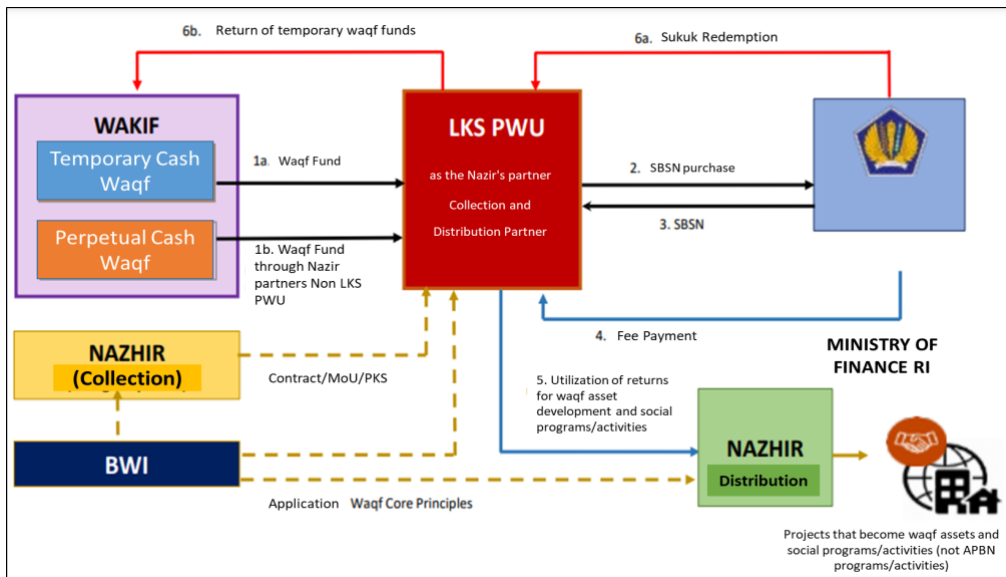 6b. Return of temporary waqf funds
6a. Sukuk Redemption
WAKIF
Temporary Cash
Waqf
Perpetual Cash
Waqf
1a. Waqf Fund
1b. Waqf Fund
through Nazir
partners Non LKS
PWU
LKS PWU
as the Nazir's partner
Collection and
Distribution Partner
2. SBSN purchase
3. SBSN
4. Fee Payment
MINISTRY OF
FINANCE RI
NAZHIR
(Collection)
Contract/MoU/PKS
5. Utilization of returns
for waqf asset
development and social
programs/activities
BWI
Application Waqf Core Principles
NAZHIR
Distribution
Projects that become waqf assets and
social programs/activities (not APBN
programs/activities)